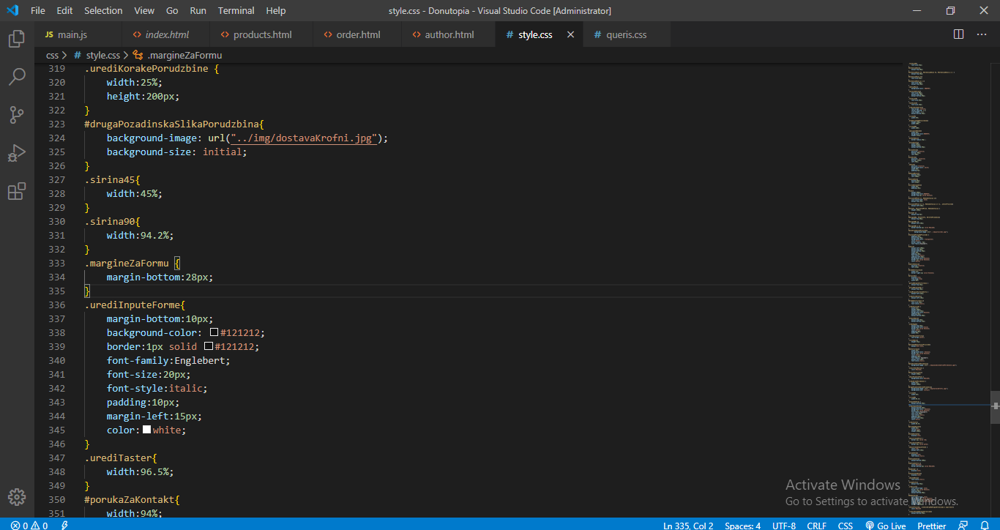 File Edit Selection View Go Run Terminal Help style.css - Donutopia - Visual Studio Code [Administrator]
JS main.js <> index.html <> products.html <> order.html <> author.html # style.css # queris.css
css > # style.css > .margineZaFormu
319 .urediKorakePorudzbine {
320 width:25%;
321 height:200px;
322 }
323 #drugaPozadinskaSlikaPorudzbina{
324 background-image: url("../img/dostavaKrofni.jpg");
325 background-size: initial;
326 }
327 .sirina45{
328 width:45%;
329 }
330 .sirina90{
331 width:94.2%;
332 }
333 .margineZaFormu {
334 margin-bottom:28px;
335 }
336 .urediInputeForme{
337 margin-bottom:10px;
338 background-color: #121212;
339 border:1px solid #121212;
340 font-family:Englebert;
341 font-size:20px;
342 font-style:italic;
343 padding:10px;
344 margin-left:15px;
345 color:white;
346 }
347 .urediTaster{
348 width:96.5%;
349 }
350 #porukaZaKontakt{
351 width:94%;
Activate Windows
Go to Settings to activate Windows.
0 0 Ln 335, Col 2 Spaces: 4 UTF-8 CRLF CSS Go Live Prettier